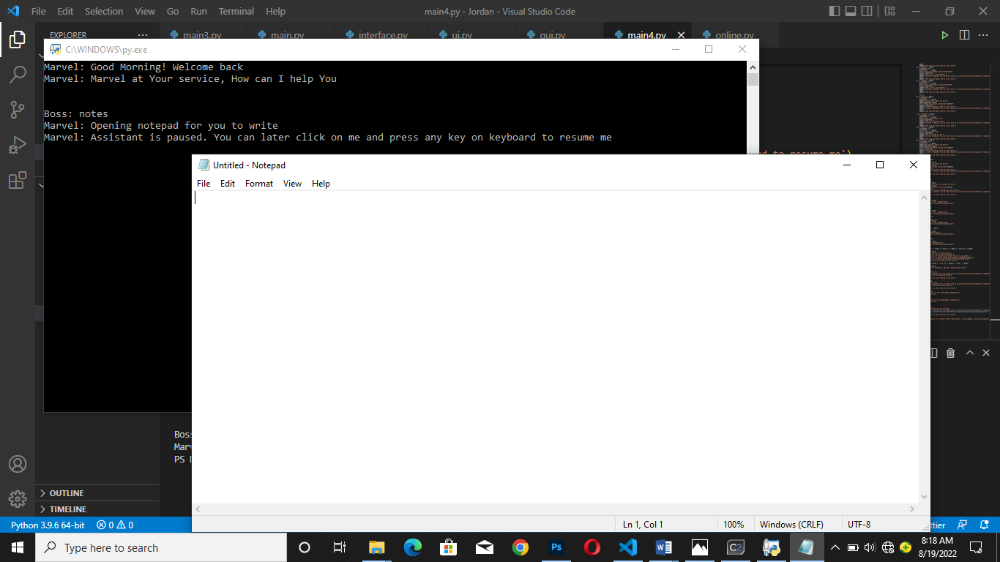 File Edit Selection View Go Run Terminal Help main4.py - Jordan - Visual Studio Code
EXPLORER main3.py main.py interface.py ui.py gui.py main4.py online.py
C:\WINDOWS\py.exe
Marvel: Good Morning! Welcome back
Marvel: Marvel at Your service, How can I help You
Boss: notes
Marvel: Opening notepad for you to write
Marvel: Assistant is paused. You can later click on me and press any key on keyboard to resume me
to resume me')
Untitled - Notepad
File Edit Format View Help
Bos
Marv
PS
OUTLINE
TIMELINE
Ln 1, Col 1 100% Windows (CRLF) UTF-8
Python 3.9.6 64-bit 0 0 tier
Type here to search
Ps
W
C2
8:18 AM
8/19/2022